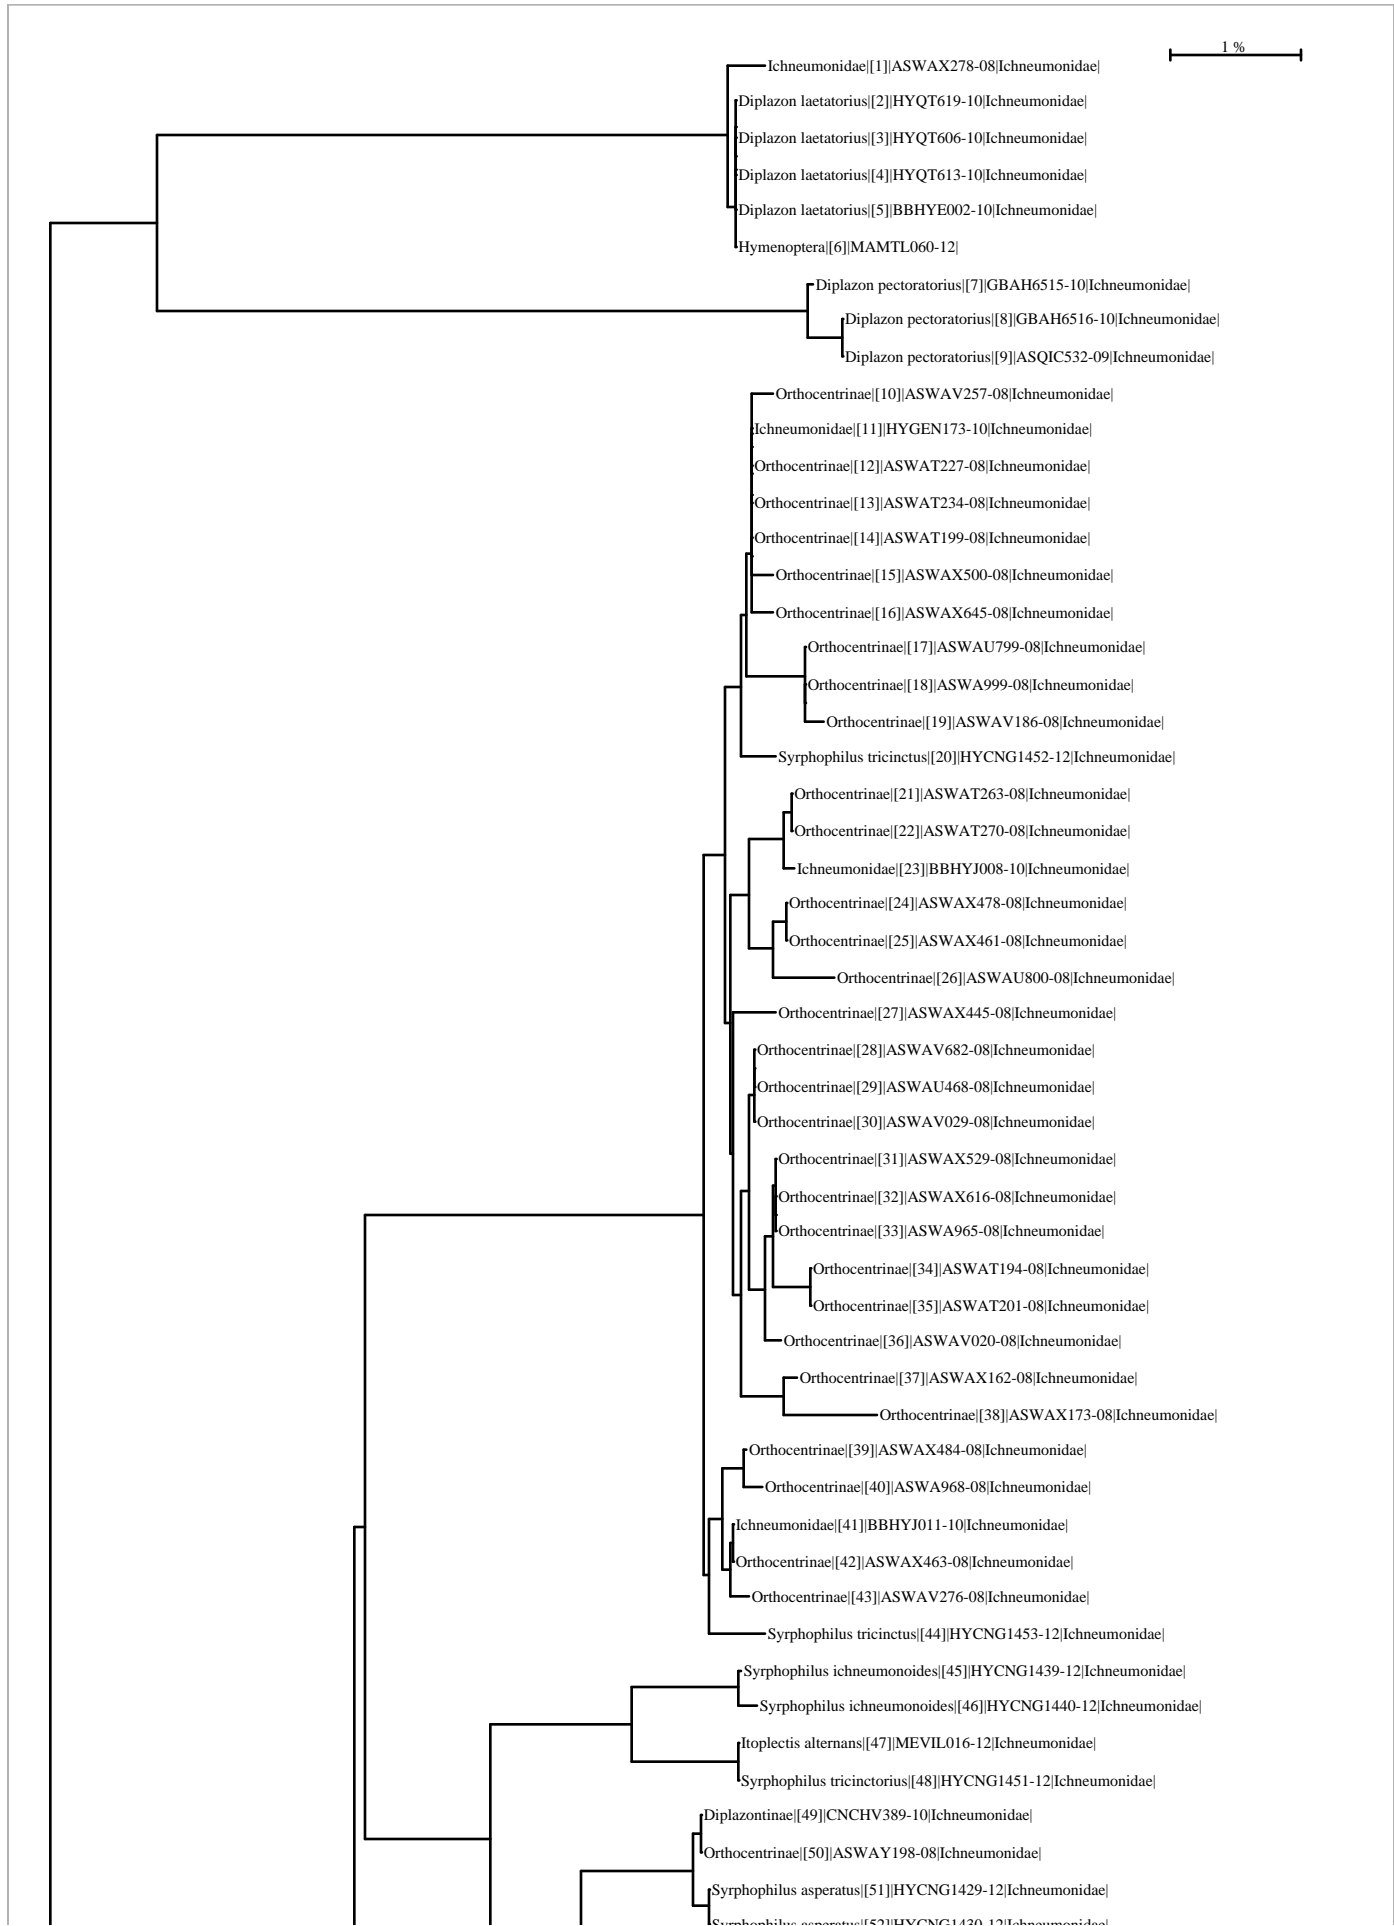 1 %
Ichneumonidae|[1]|ASWAX278-08|Ichneumonidae|
Diplazon laetatorius|[2]|HYQT619-10|Ichneumonidae|
Diplazon laetatorius|[3]|HYQT606-10|Ichneumonidae|
Diplazon laetatorius|[4]|HYQT613-10|Ichneumonidae|
Diplazon laetatorius|[5]|BBHYE002-10|Ichneumonidae|
Hymenoptera|[6]|MAMTL060-12|
Diplazon pectoratorius|[7]|GBAH6515-10|Ichneumonidae|
Diplazon pectoratorius|[8]|GBAH6516-10|Ichneumonidae|
Diplazon pectoratorius|[9]|ASQIC532-09|Ichneumonidae|
Orthocentrinae|[10]|ASWAV257-08|Ichneumonidae|
Ichneumonidae|[11]|HYGEN173-10|Ichneumonidae|
Orthocentrinae|[12]|ASWAT227-08|Ichneumonidae|
Orthocentrinae|[13]|ASWAT234-08|Ichneumonidae|
Orthocentrinae|[14]|ASWAT199-08|Ichneumonidae|
Orthocentrinae|[15]|ASWAX500-08|Ichneumonidae|
Orthocentrinae|[16]|ASWAX645-08|Ichneumonidae|
Orthocentrinae|[17]|ASWAU799-08|Ichneumonidae|
Orthocentrinae|[18]|ASWA999-08|Ichneumonidae|
Orthocentrinae|[19]|ASWAV186-08|Ichneumonidae|
Syrphophilus tricinctus|[20]|HYCNG1452-12|Ichneumonidae|
Orthocentrinae|[21]|ASWAT263-08|Ichneumonidae|
Orthocentrinae|[22]|ASWAT270-08|Ichneumonidae|
Ichneumonidae|[23]|BBHYJ008-10|Ichneumonidae|
Orthocentrinae|[24]|ASWAX478-08|Ichneumonidae|
Orthocentrinae|[25]|ASWAX461-08|Ichneumonidae|
Orthocentrinae|[26]|ASWAU800-08|Ichneumonidae|
Orthocentrinae|[27]|ASWAX445-08|Ichneumonidae|
Orthocentrinae|[28]|ASWAV682-08|Ichneumonidae|
Orthocentrinae|[29]|ASWAU468-08|Ichneumonidae|
Orthocentrinae|[30]|ASWAV029-08|Ichneumonidae|
Orthocentrinae|[31]|ASWAX529-08|Ichneumonidae|
Orthocentrinae|[32]|ASWAX616-08|Ichneumonidae|
Orthocentrinae|[33]|ASWA965-08|Ichneumonidae|
Orthocentrinae|[34]|ASWAT194-08|Ichneumonidae|
Orthocentrinae|[35]|ASWAT201-08|Ichneumonidae|
Orthocentrinae|[36]|ASWAV020-08|Ichneumonidae|
Orthocentrinae|[37]|ASWAX162-08|Ichneumonidae|
Orthocentrinae|[38]|ASWAX173-08|Ichneumonidae|
Orthocentrinae|[39]|ASWAX484-08|Ichneumonidae|
Orthocentrinae|[40]|ASWA968-08|Ichneumonidae|
Ichneumonidae|[41]|BBHYJ011-10|Ichneumonidae|
Orthocentrinae|[42]|ASWAX463-08|Ichneumonidae|
Orthocentrinae|[43]|ASWAV276-08|Ichneumonidae|
Syrphophilus tricinctus|[44]|HYCNG1453-12|Ichneumonidae|
Syrphophilus ichneumonoides|[45]|HYCNG1439-12|Ichneumonidae|
Syrphophilus ichneumonoides|[46]|HYCNG1440-12|Ichneumonidae|
Itoplectis alternans|[47]|MEVIL016-12|Ichneumonidae|
Syrphophilus tricinctorius|[48]|HYCNG1451-12|Ichneumonidae|
Diplazontinae|[49]|CNCHV389-10|Ichneumonidae|
Orthocentrinae|[50]|ASWAY198-08|Ichneumonidae|
Syrphophilus asperatus|[51]|HYCNG1429-12|Ichneumonidae|
Syrphophilus asperatus|[52]|HYCNG1430-12|Ichneumonidae|